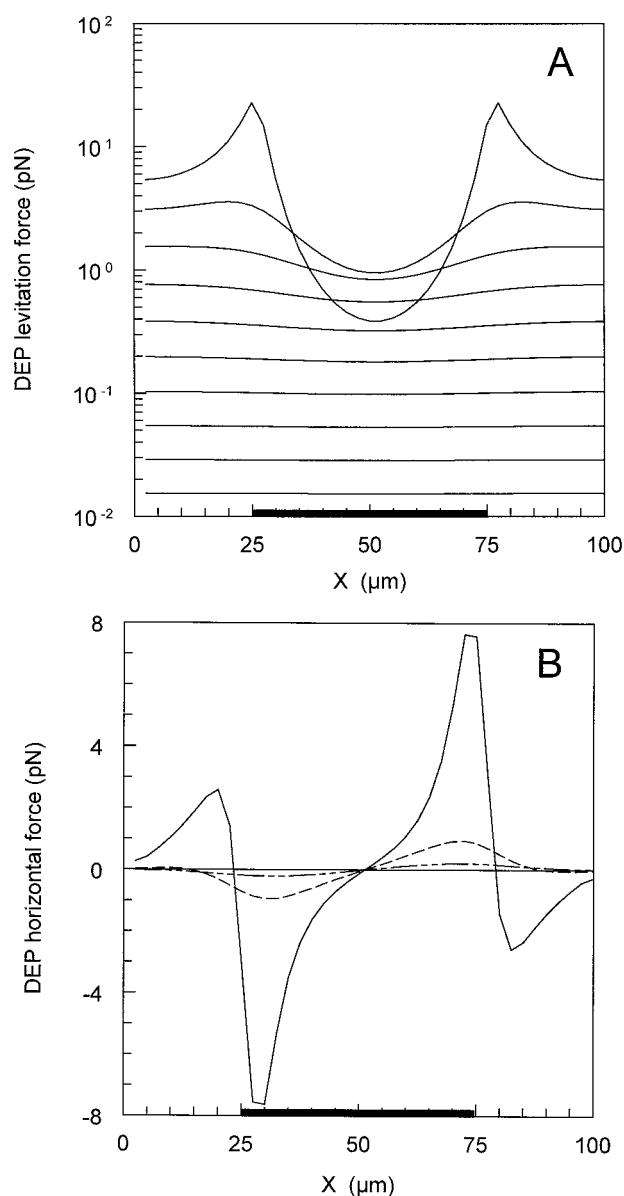 A
DEP levitation force (pN)
10²
10¹
10⁰
10⁻¹
10⁻²
0 25 50 75 100
X (µm)
B
DEP horizontal force (pN)
8
4
0
-4
-8
0 25 50 75 100
X (µm)